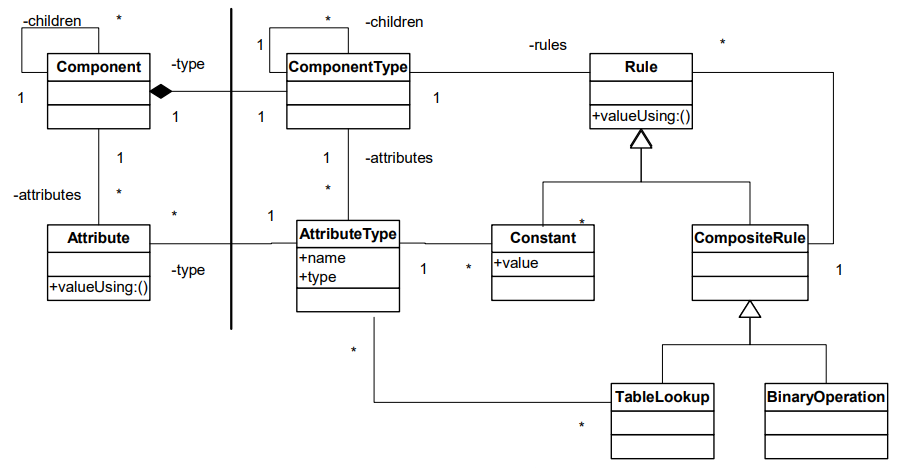 -children
*
*
-children
1
-rules
*
Component
-type
ComponentType
Rule
1
1
1
1
+valueUsing:()
1
1
-attributes
-attributes
*
*
*
1
*
Attribute
AttributeType
Constant
CompositeRule
+name
+value
-type
1
*
1
+type
+valueUsing:()
*
TableLookup
BinaryOperation
*